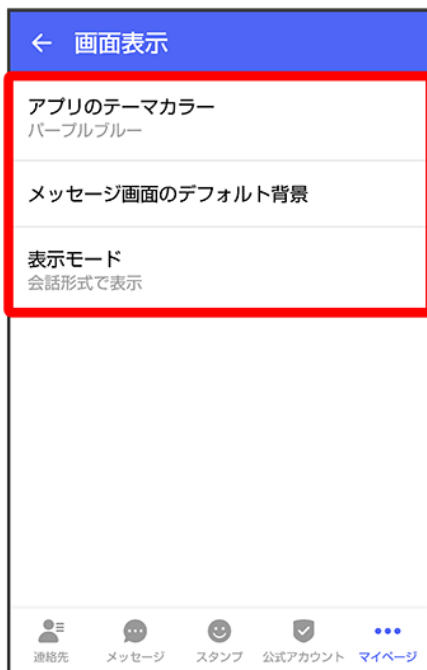 画面表示
アプリのテーマカラー
パープルブルー
メッセージ画面のデフォルト背景
表示モード
会話形式で表示
連絡先 メッセージ スタンプ 公式アカウント マイページ